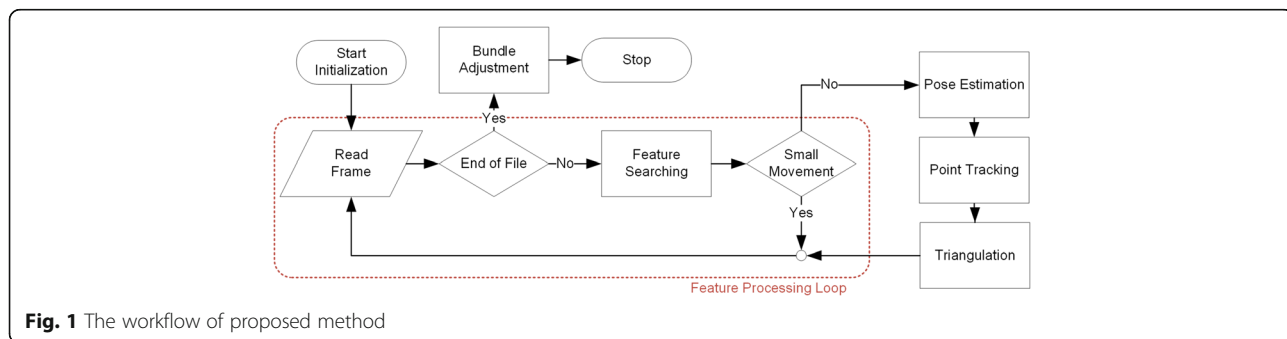 Start
Initialization
Bundle
Adjustment
Stop
Yes
No
Pose Estimation
Read
Frame
End of File
No
Feature
Searching
Small
Movement
Point Tracking
Yes
Triangulation
Feature Processing Loop
Fig. 1 The workflow of proposed method